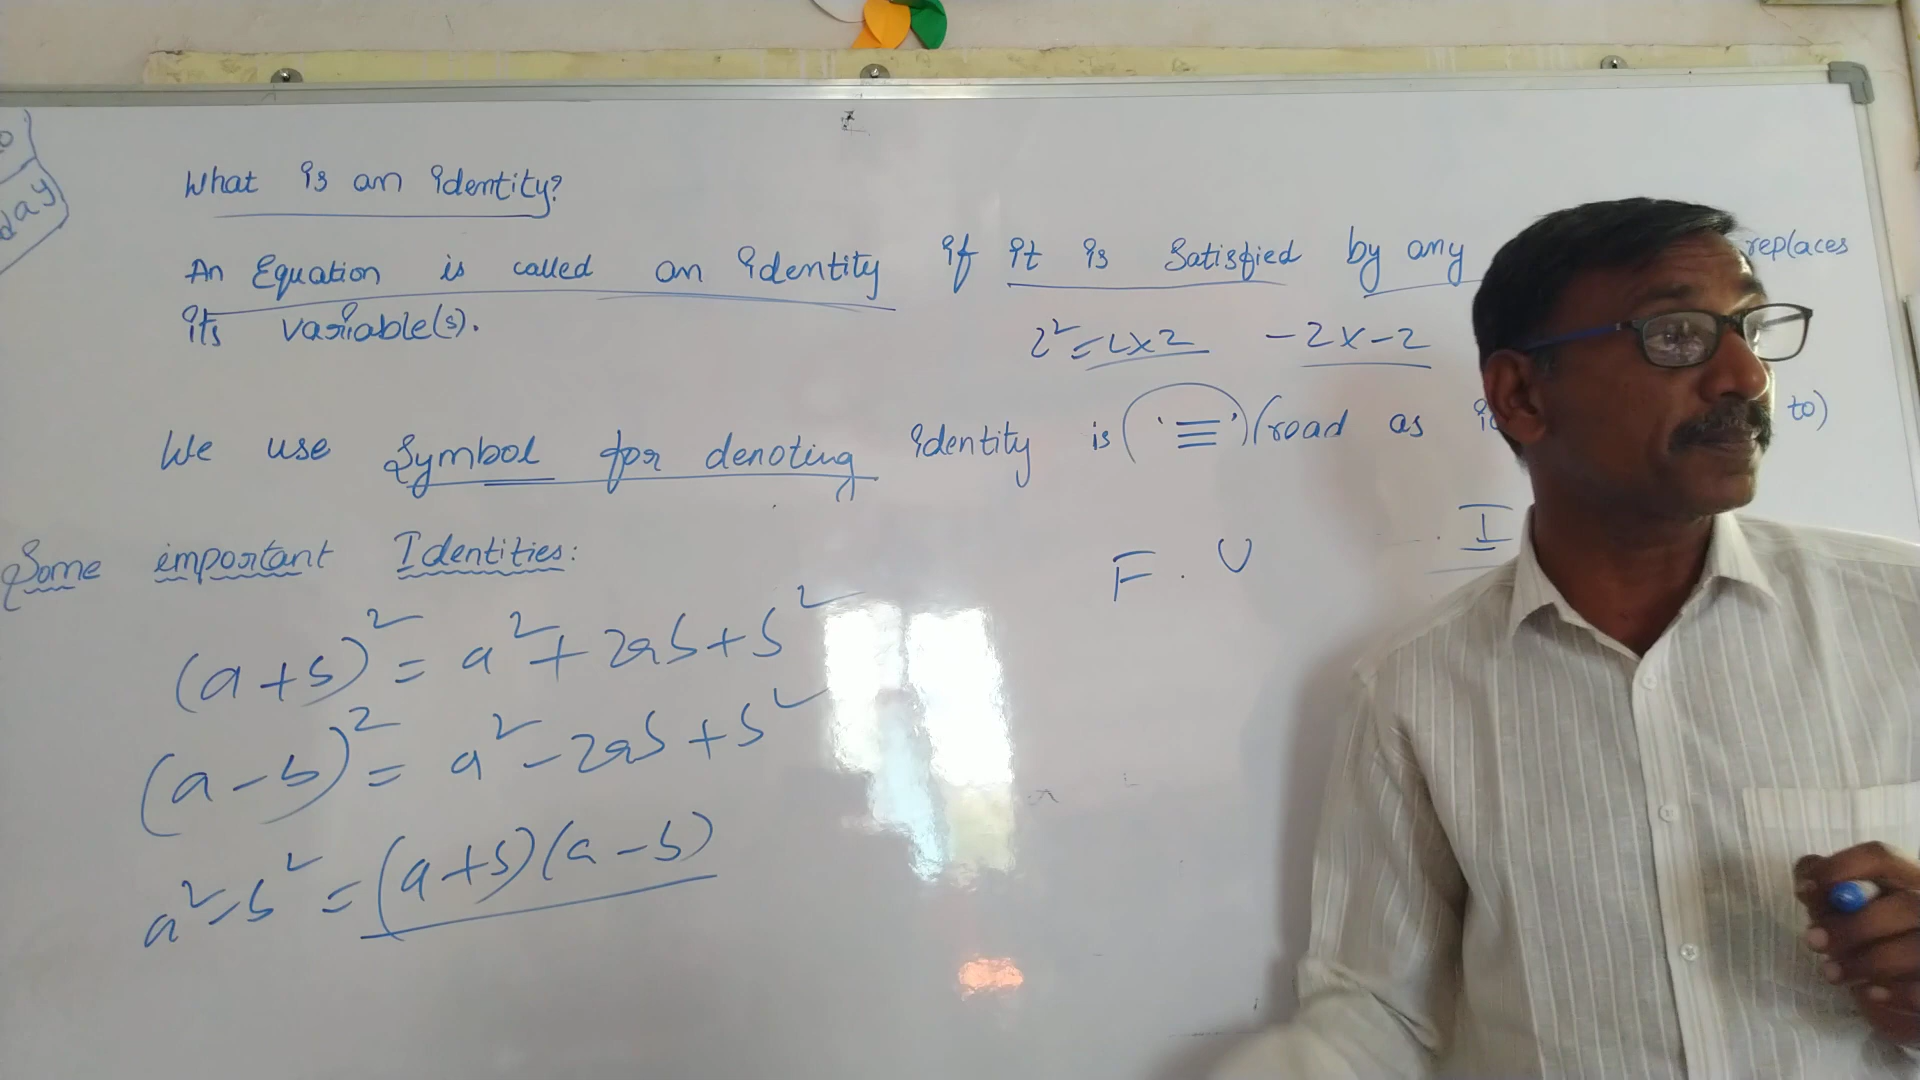 day
What is an identity?
An Equation is called an identity if it is satisfied by any replaces
its variable(s).
2² = 2x2 -2x-2
We use symbol for denoting identity is ('≡') (road as to)
Some important Identities:
F. U I
(a+b)² = a²+2ab+b²
(a-b)² = a²-2ab+b²
a²-b² = (a+b)(a-b)